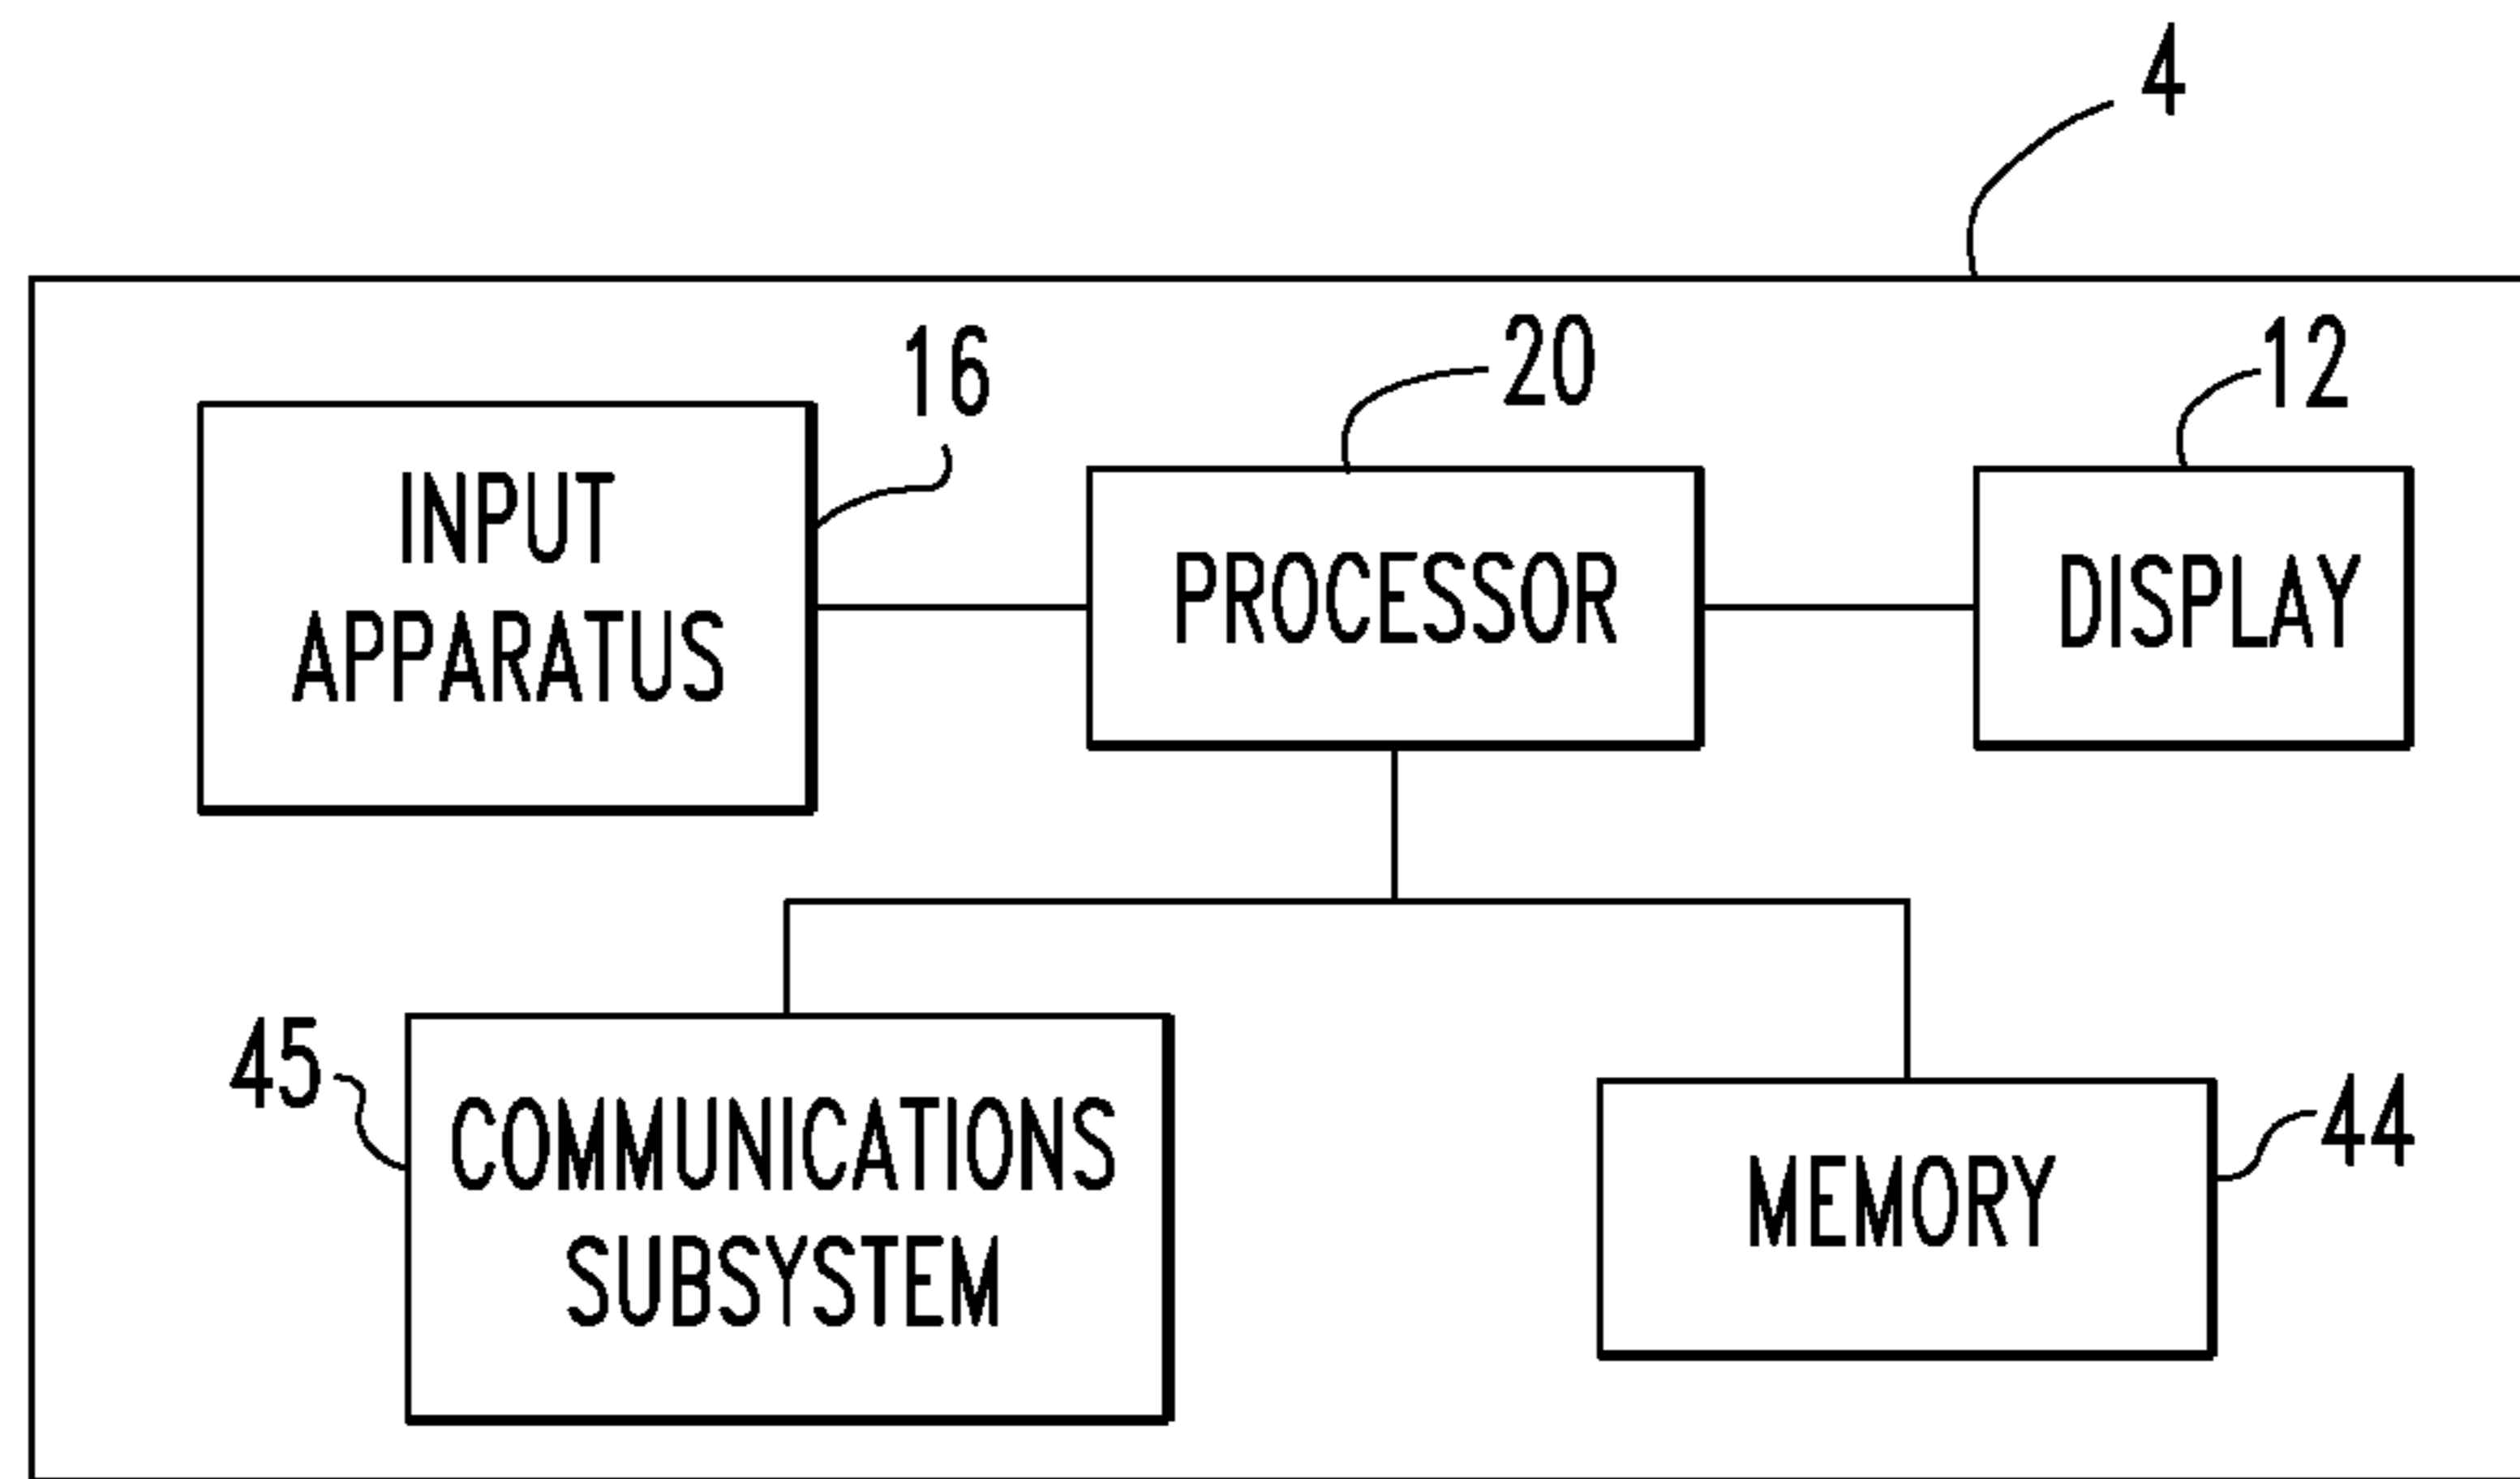 4
16
20
12
INPUT
APPARATUS
PROCESSOR
DISPLAY
45
COMMUNICATIONS
SUBSYSTEM
44
MEMORY